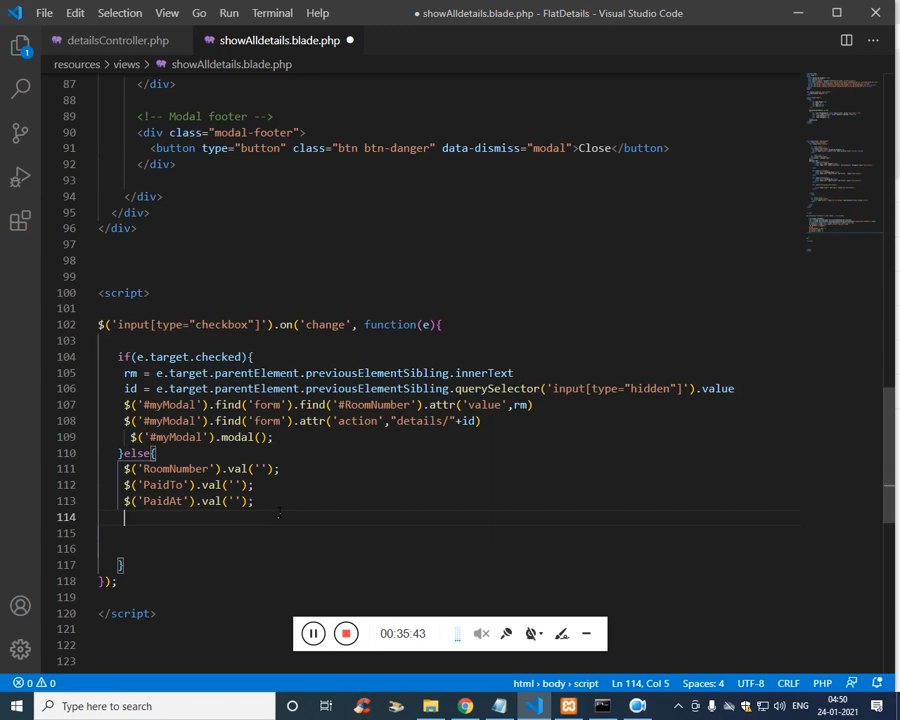 File Edit Selection View Go Run Terminal Help ● showAlldetails.blade.php - FlatDetails - Visual Studio Code
detailsController.php showAlldetails.blade.php ●
resources > views > showAlldetails.blade.php
87 </div>
88
89 <!-- Modal footer -->
90 <div class="modal-footer">
91 <button type="button" class="btn btn-danger" data-dismiss="modal">Close</button>
92 </div>
93
94 </div>
95 </div>
96 </div>
97
98
99
100 <script>
101
102 $('input[type="checkbox"]').on('change', function(e){
103
104 if(e.target.checked){
105 rm = e.target.parentElement.previousElementSibling.innerText
106 id = e.target.parentElement.previousElementSibling.querySelector('input[type="hidden"]').value
107 $('#myModal').find('form').find('#RoomNumber').attr('value',rm)
108 $('#myModal').find('form').attr('action',"details/"+id)
109 $('#myModal').modal();
110 }else{
111 $('RoomNumber').val('');
112 $('PaidTo').val('');
113 $('PaidAt').val('');
114
115
116
117 }
118 });
119
120 </script>
121
122
123
1
00:35:43
0 0 html > body > script Ln 114, Col 5 Spaces: 4 UTF-8 CRLF PHP
Type here to search
04:50
24-01-2021